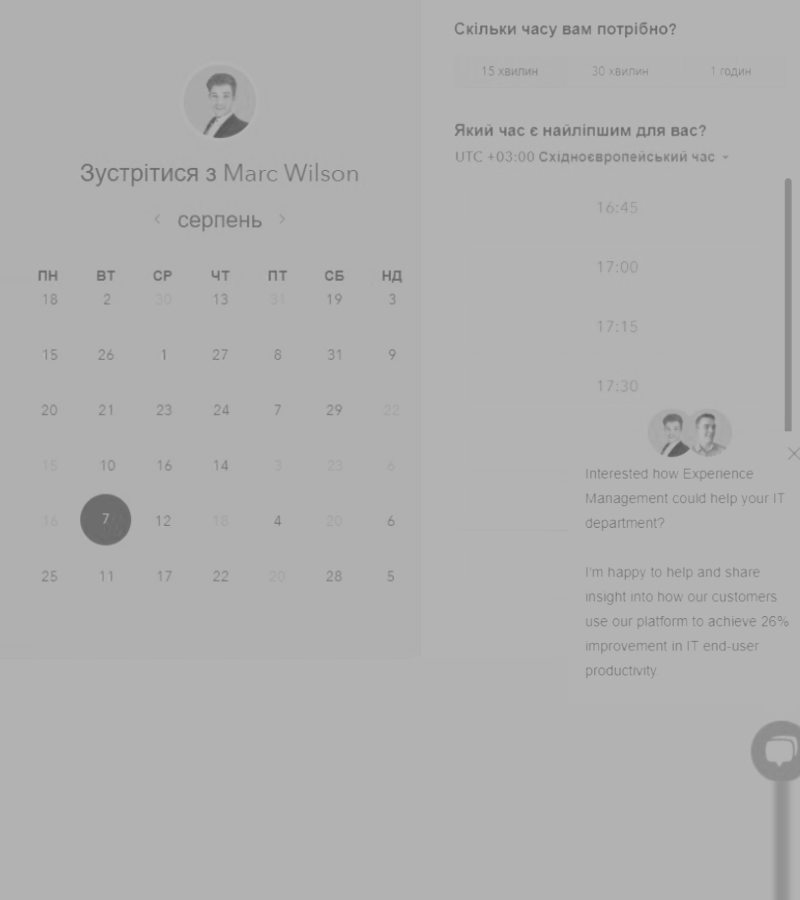 Зустрітися з Marc Wilson
серпень
ПН ВТ СР ЧТ ПТ СБ НД
18 2 30 13 31 19 3
15 26 1 27 8 31 9
20 21 23 24 7 29 22
15 10 16 14 3 23 6
16 7 12 18 4 20 6
25 11 17 22 20 28 5
Скільки часу вам потрібно?
15 хвилин 30 хвилин 1 годин
Який час є найліпшим для вас?
UTC +03:00 Східноєвропейський час
16:45
17:00
17:15
17:30
Interested how Experience
Management could help your IT
department?
I'm happy to help and share
insight into how our customers
use our platform to achieve 26%
improvement in IT end-user
productivity